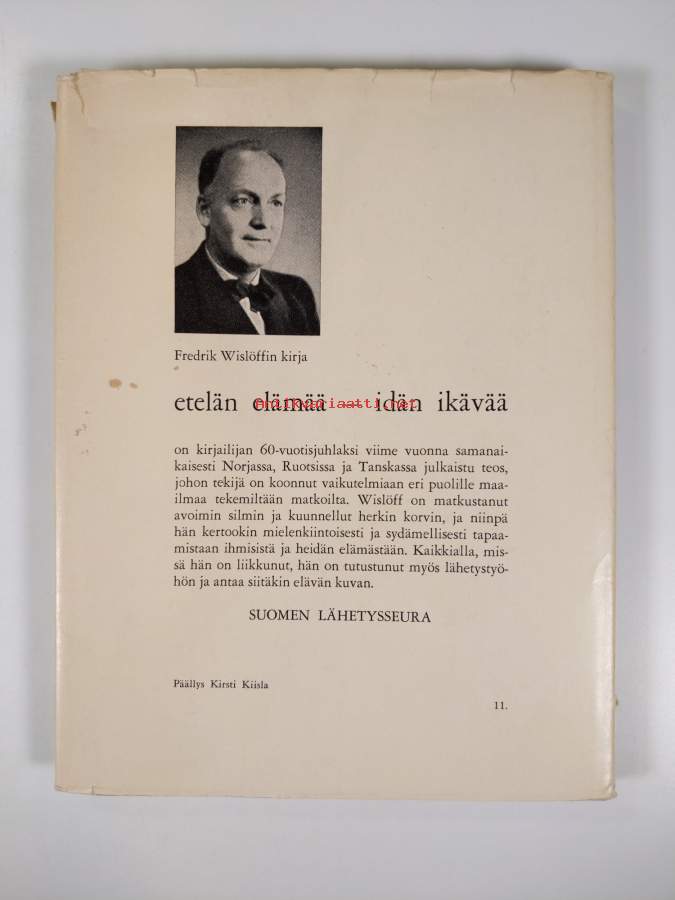 Fredrik Wislöffin kirja
etelän elämää — idän ikävää
Antikvariaatti.net
on kirjailijan 60-vuotisjuhlaksi viime vuonna samanai-
kaisesti Norjassa, Ruotsissa ja Tanskassa julkaistu teos,
johon tekijä on koonnut vaikutelmiaan eri puolille maa-
ilmaa tekemiltään matkoilta. Wislöff on matkustanut
avoimin silmin ja kuunnellut herkin korvin, ja niinpä
hän kertookin mielenkiintoisesti ja sydämellisesti tapaa-
mistaan ihmisistä ja heidän elämästään. Kaikkialla, mis-
sä hän on liikkunut, hän on tutustunut myös lähetystyö-
hön ja antaa siitäkin elävän kuvan.
SUOMEN LÄHETYSSEURA
Päällys Kirsti Kiisla
11.